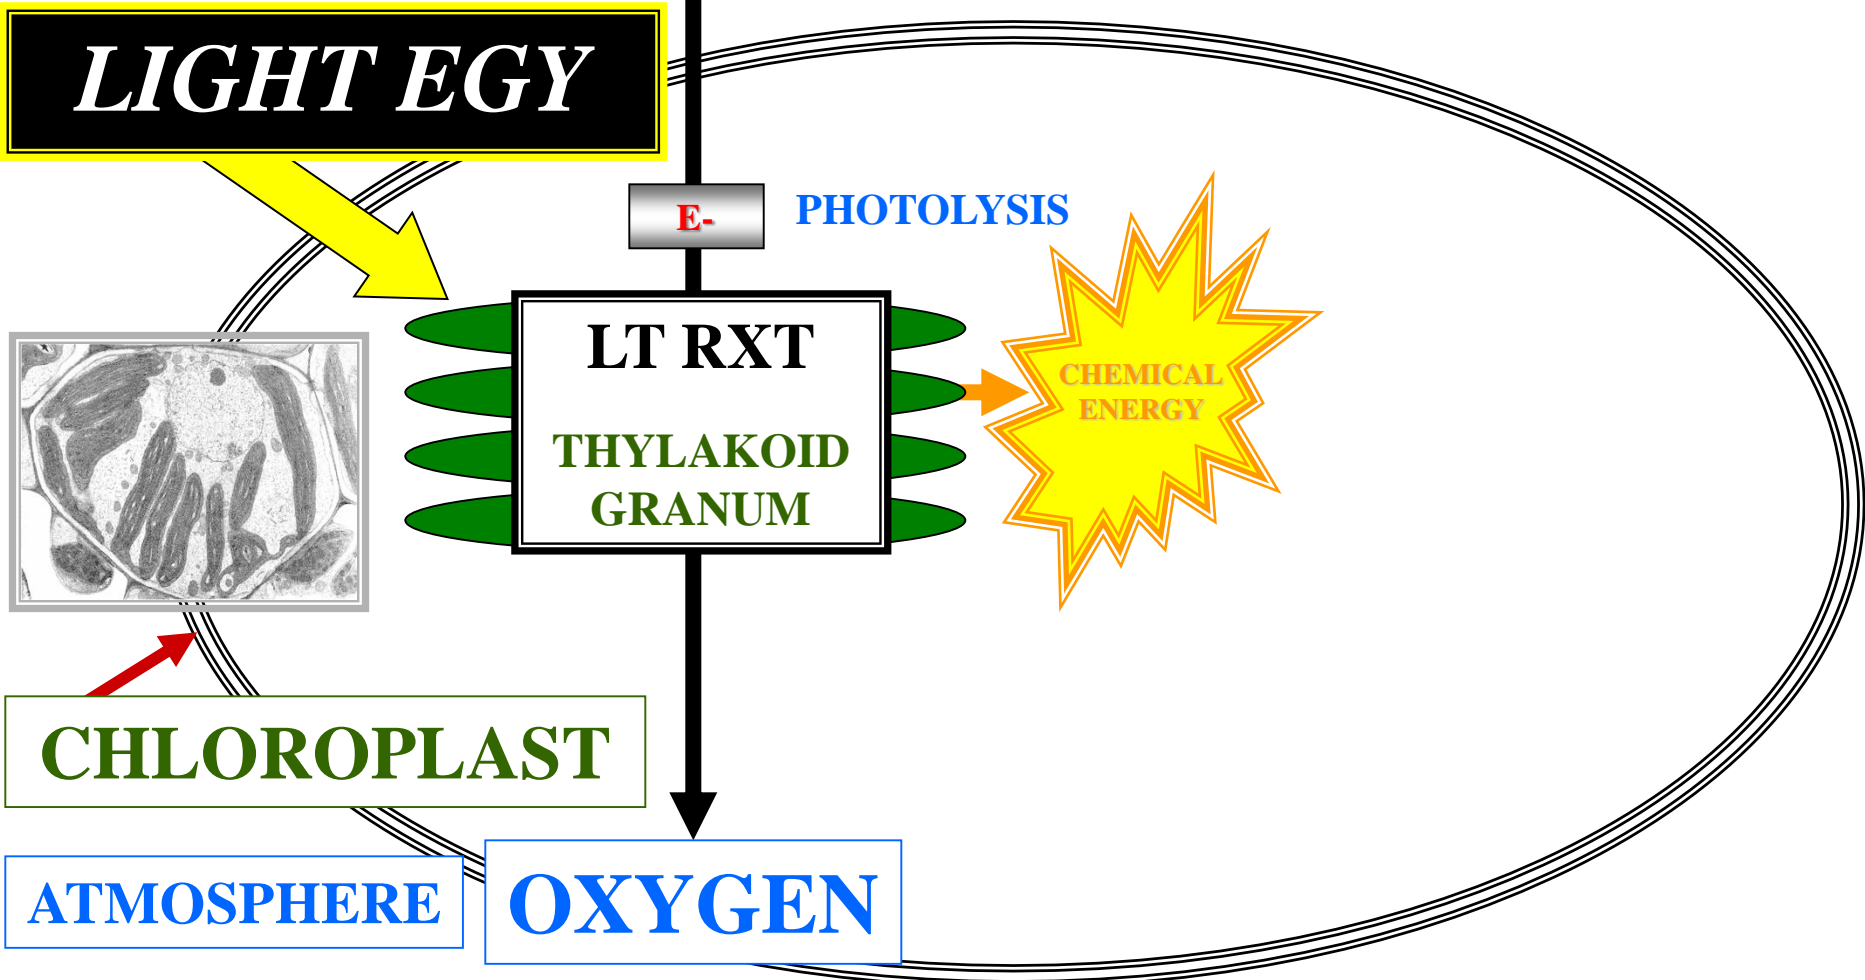 LIGHT EGY
E-
PHOTOLYSIS
LT RXT
THYLAKOID
GRANUM
CHEMICAL
ENERGY
CHLOROPLAST
ATMOSPHERE
OXYGEN